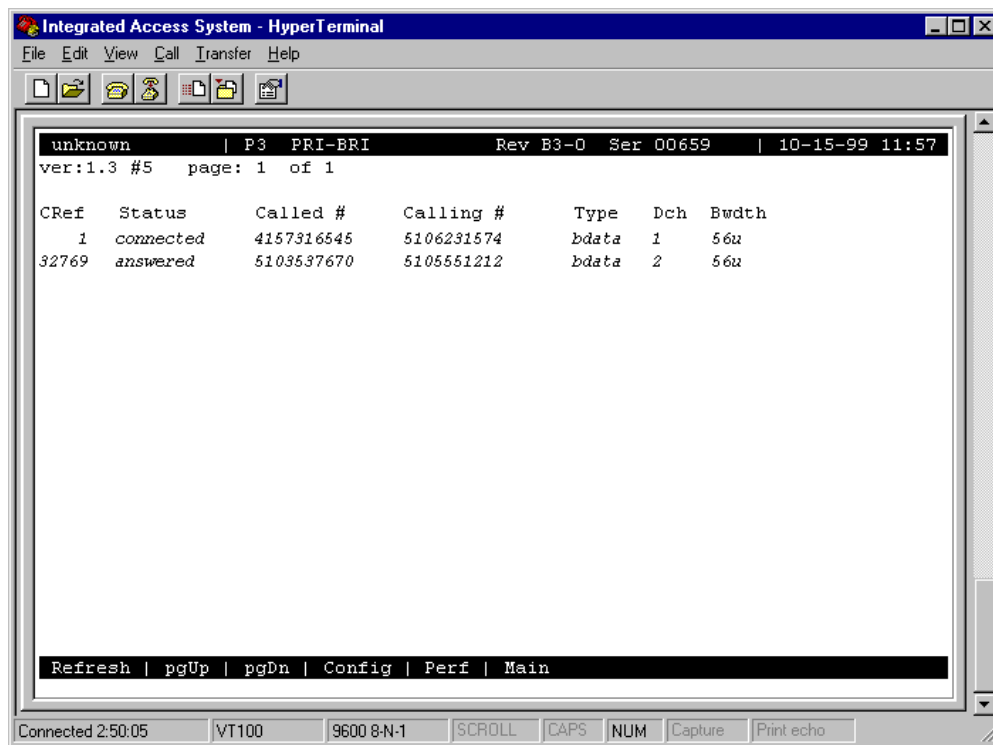 Integrated Access System - HyperTerminal
File Edit View Call Transfer Help
unknown | P3 PRI-BRI Rev B3-0 Ser 00659 | 10-15-99 11:57
ver:1.3 #5 page: 1 of 1
CRef Status Called # Calling # Type Dch Bwdth
1 connected 4157316545 5106231574 bdata 1 56u
32769 answered 5103537670 5105551212 bdata 2 56u
Refresh | pgUp | pgDn | Config | Perf | Main
Connected 2:50:05 VT100 9600 8-N-1 SCROLL CAPS NUM Capture Print echo